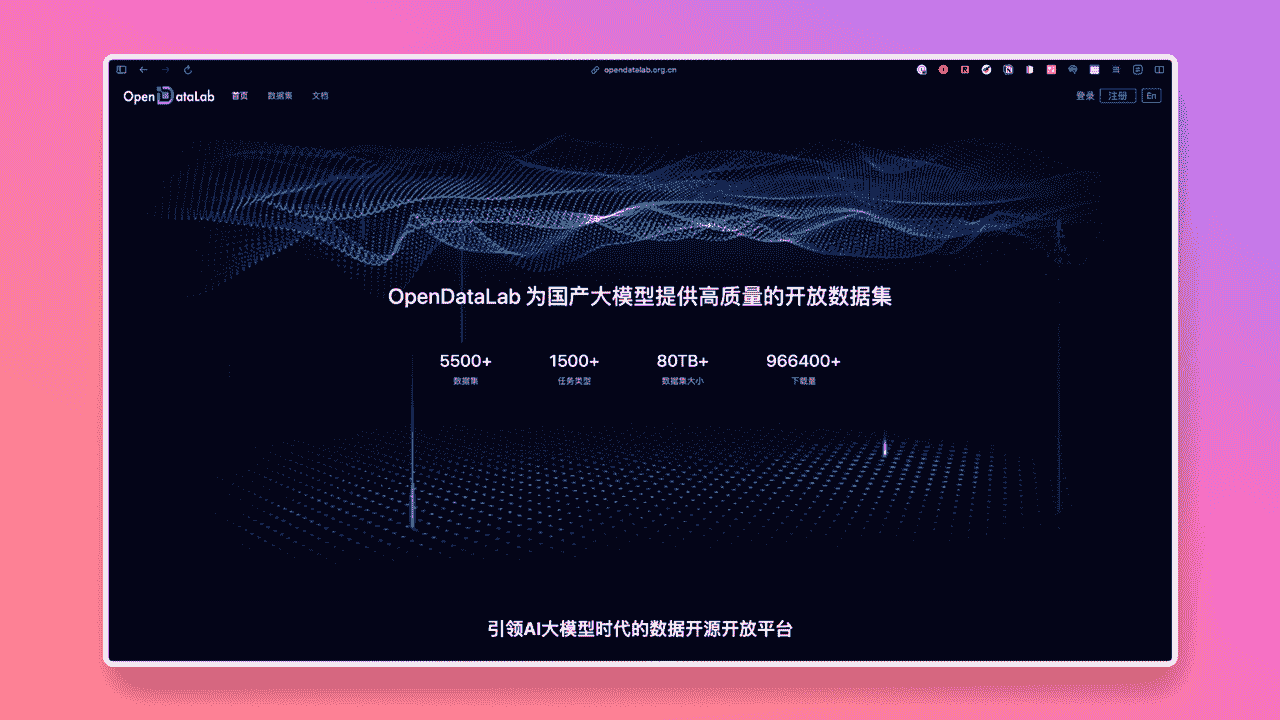 opendatalab.org.cn
OpenDataLab 首页 数据集 文档 登录 注册 En
OpenDataLab 为国产大模型提供高质量的开放数据集
5500+ 1500+ 80TB+ 966400+
数据集 任务类型 数据集大小 下载量
引领AI大模型时代的数据开源开放平台